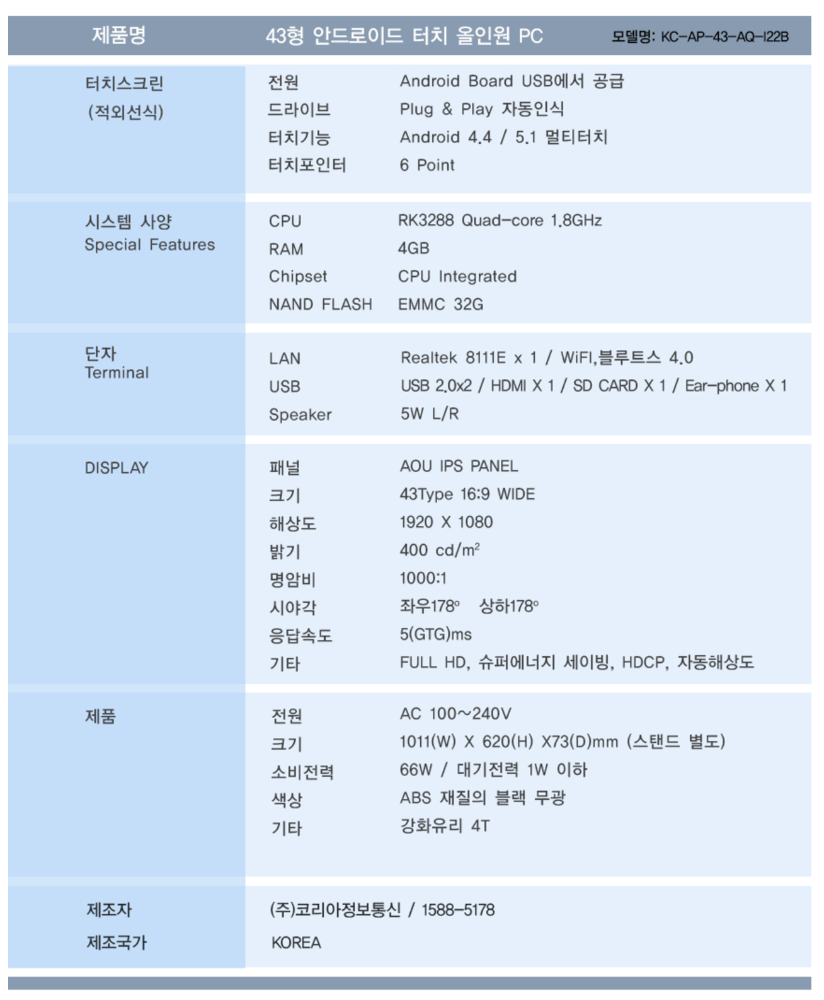 제품명 43형 안드로이드 터치 올인원 PC 모델명: KC-AP-43-AQ-I22B
터치스크린 전원 Android Board USB에서 공급
(적외선식) 드라이브 Plug & Play 자동인식
터치기능 Android 4.4 / 5.1 멀티터치
터치포인터 6 Point
시스템 사양 CPU RK3288 Quad-core 1.8GHz
Special Features RAM 4GB
Chipset CPU Integrated
NAND FLASH EMMC 32G
단자 LAN Realtek 8111E x 1 / WiFI,블루트스 4.0
Terminal USB USB 2.0x2 / HDMI X 1 / SD CARD X 1 / Ear-phone X 1
Speaker 5W L/R
DISPLAY 패널 AOU IPS PANEL
크기 43Type 16:9 WIDE
해상도 1920 X 1080
밝기 400 cd/m²
명암비 1000:1
시야각 좌우178° 상하178°
응답속도 5(GTG)ms
기타 FULL HD, 슈퍼에너지 세이빙, HDCP, 자동해상도
제품 전원 AC 100~240V
크기 1011(W) X 620(H) X73(D)mm (스탠드 별도)
소비전력 66W / 대기전력 1W 이하
색상 ABS 재질의 블랙 무광
기타 강화유리 4T
제조자 (주)코리아정보통신 / 1588-5178
제조국가 KOREA